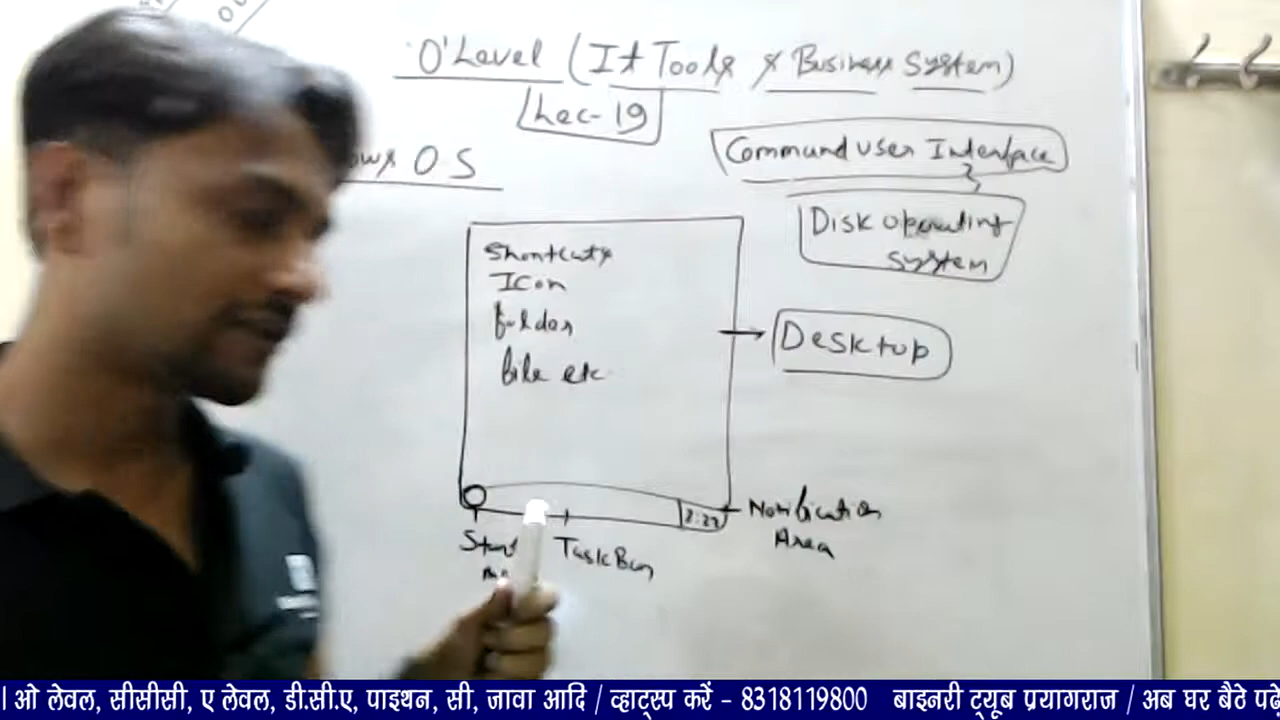 O'Level (It Tools & Business System)
Lec-19
Command user Interface
OS
Disk operating
system
Shortcuts
Icon
folder
file etc
Desktop
2:22
Notification
Area
Start
TaskBar
ओ लेवल, सीसीसी, ए लेवल, डी.सी.ए, पाइथन, सी, जावा आदि / व्हाट्स्प करें - 8318119800 बाइनरी ट्यूब प्रयागराज / अब घर बैठे पढ़े